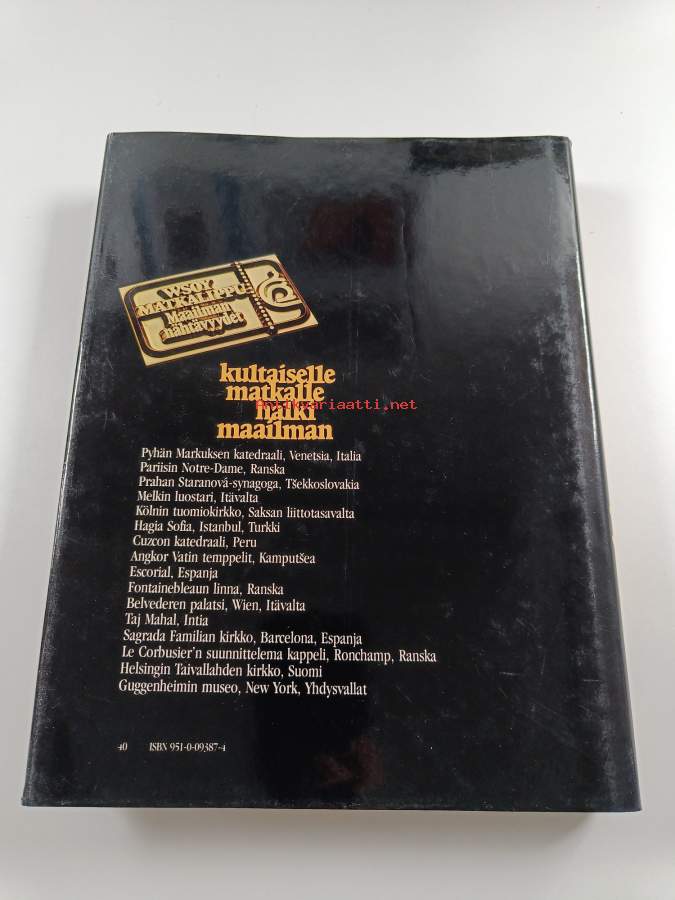 WSOY
MATKALIPPU
Maailman
nähtävyydet
kultaiselle
matkalle
Antikvariaatti.net
halki
maailman
Pyhän Markuksen katedraali, Venetsia, Italia
Pariisin Notre-Dame, Ranska
Prahan Staranová-synagoga, Tšekkoslovakia
Melkin luostari, Itävalta
Kölnin tuomiokirkko, Saksan liittotasavalta
Hagia Sofia, Istanbul, Turkki
Cuzcon katedraali, Peru
Angkor Vatin temppelit, Kamputšea
Escorial, Espanja
Fontainebleaun linna, Ranska
Belvederen palatsi, Wien, Itävalta
Taj Mahal, Intia
Sagrada Familian kirkko, Barcelona, Espanja
Le Corbusier'n suunnittelema kappeli, Ronchamp, Ranska
Helsingin Taivallahden kirkko, Suomi
Guggenheimin museo, New York, Yhdysvallat
40 ISBN 951-0-09387-4